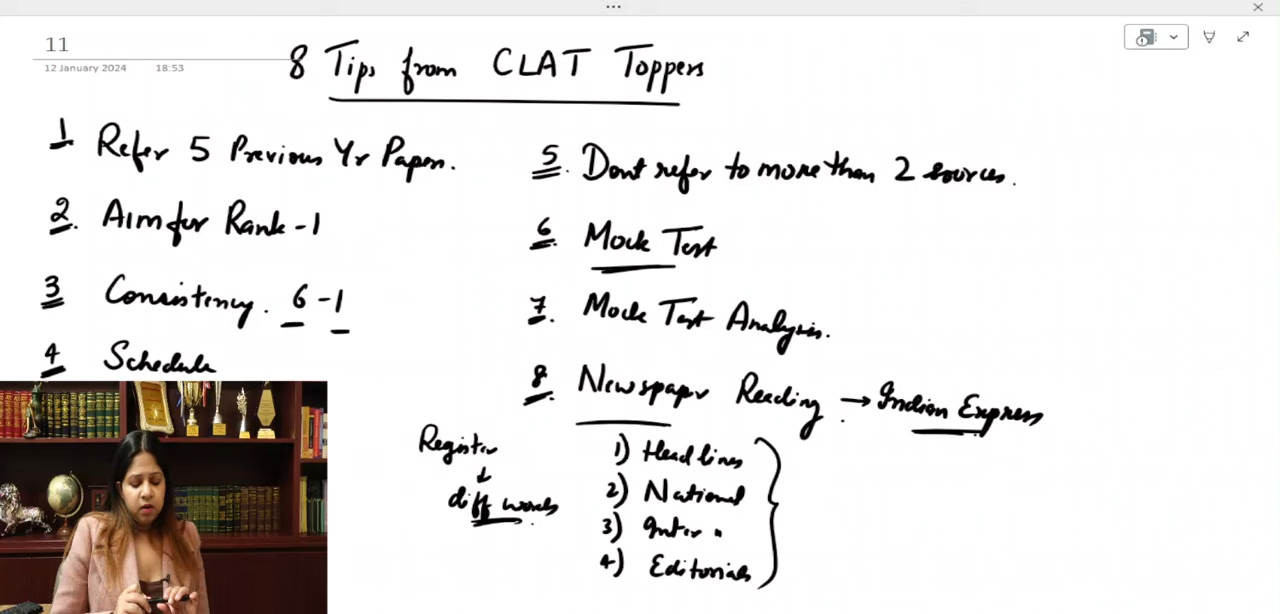 11
12 January 2024 18:53
8 Tips from CLAT Toppers
1 Refer 5 Previous Yr Papers.
2. Aim for Rank-1
3 Consistency. 6-1
4 Schedule
5. Dont refer to more than 2 sources.
6 Mock Test
7. Mock Test Analysis.
8. Newspaper Reading → Indian Express
Register
↓
diff words
1) Headlines
2) National
3) Inter "
4) Editorials